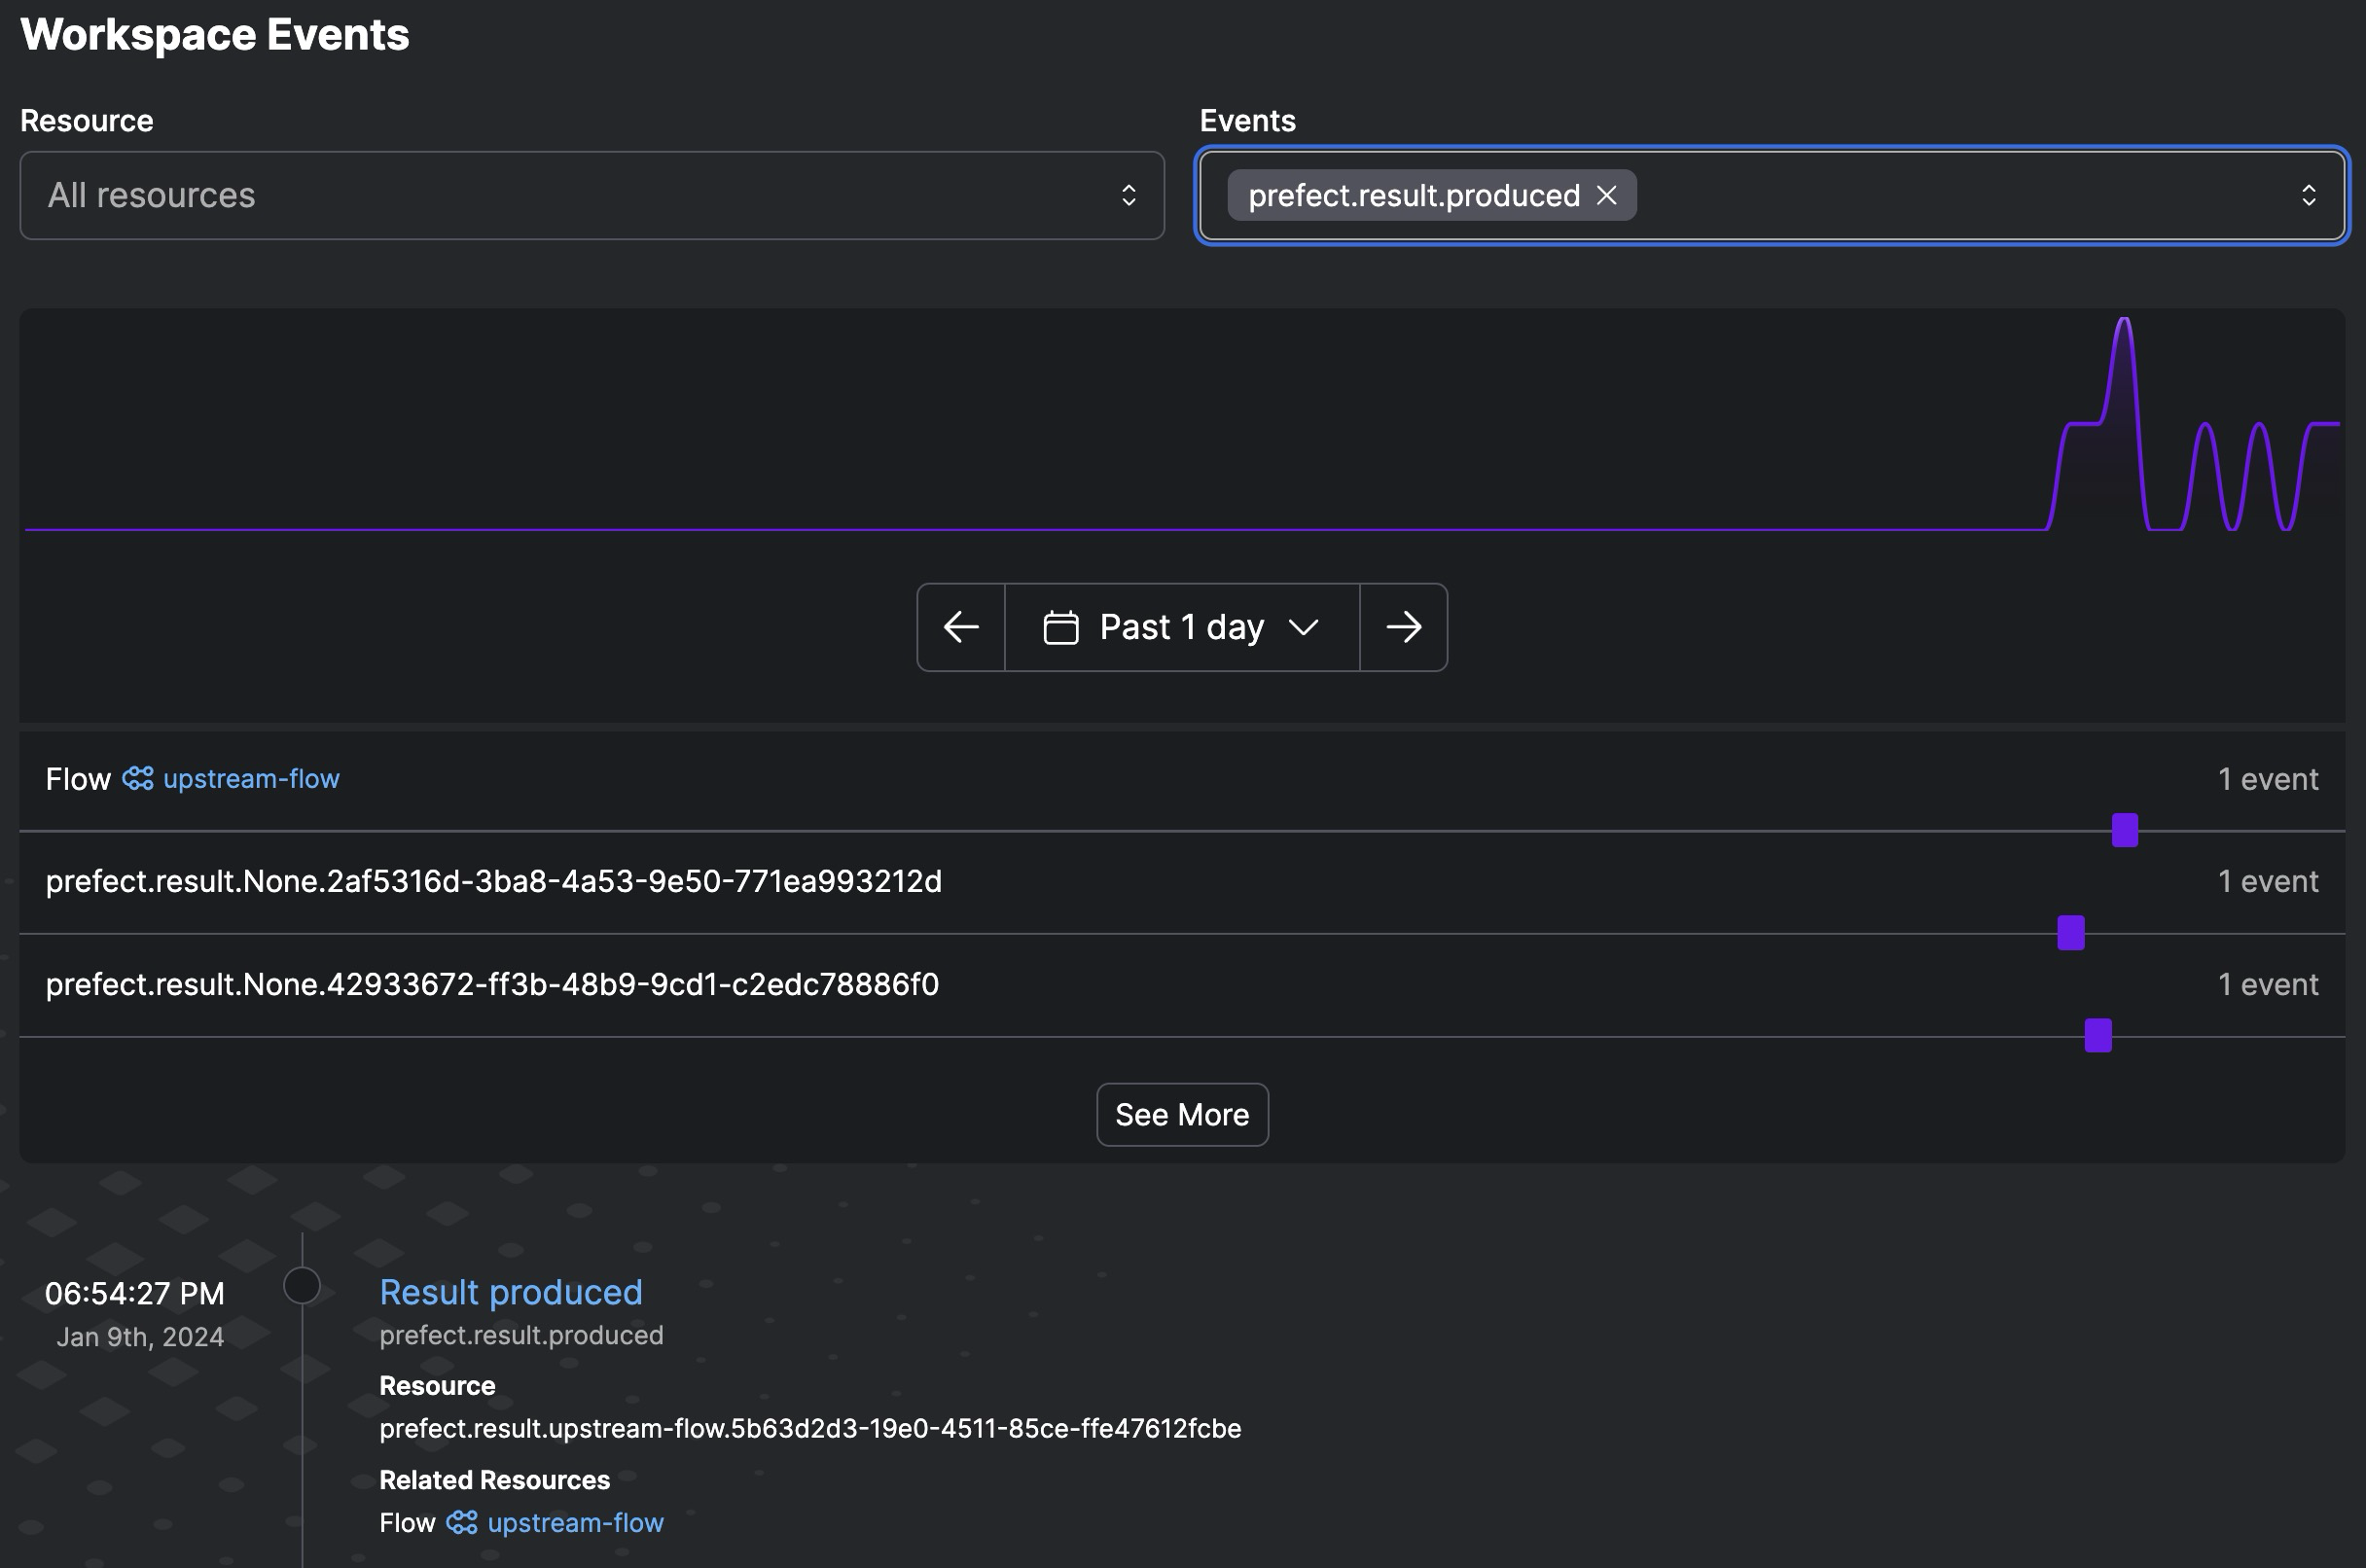 Workspace Events
Resource
Events
All resources
prefect.result.produced
Past 1 day
Flow upstream-flow
1 event
prefect.result.None.2af5316d-3ba8-4a53-9e50-771ea993212d
1 event
prefect.result.None.42933672-ff3b-48b9-9cd1-c2edc78886f0
1 event
See More
06:54:27 PM
Jan 9th, 2024
Result produced
prefect.result.produced
Resource
prefect.result.upstream-flow.5b63d2d3-19e0-4511-85ce-ffe47612fcbe
Related Resources
Flow upstream-flow